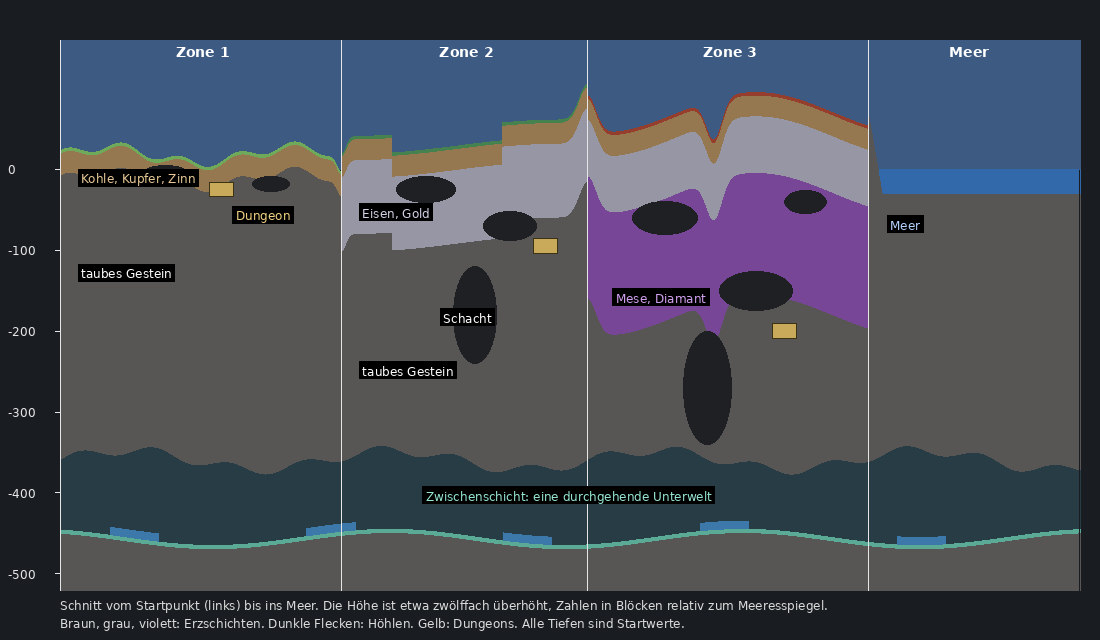 Zone 1
Zone 2
Zone 3
Meer
0
Kohle, Kupfer, Zinn
Dungeon
Eisen, Gold
Meer
-100
taubes Gestein
Mese, Diamant
Schacht
-200
taubes Gestein
-300
-400
Zwischenschicht: eine durchgehende Unterwelt
-500
Schnitt vom Startpunkt (links) bis ins Meer. Die Höhe ist etwa zwölffach überhöht, Zahlen in Blöcken relativ zum Meeresspiegel.
Braun, grau, violett: Erzschichten. Dunkle Flecken: Höhlen. Gelb: Dungeons. Alle Tiefen sind Startwerte.